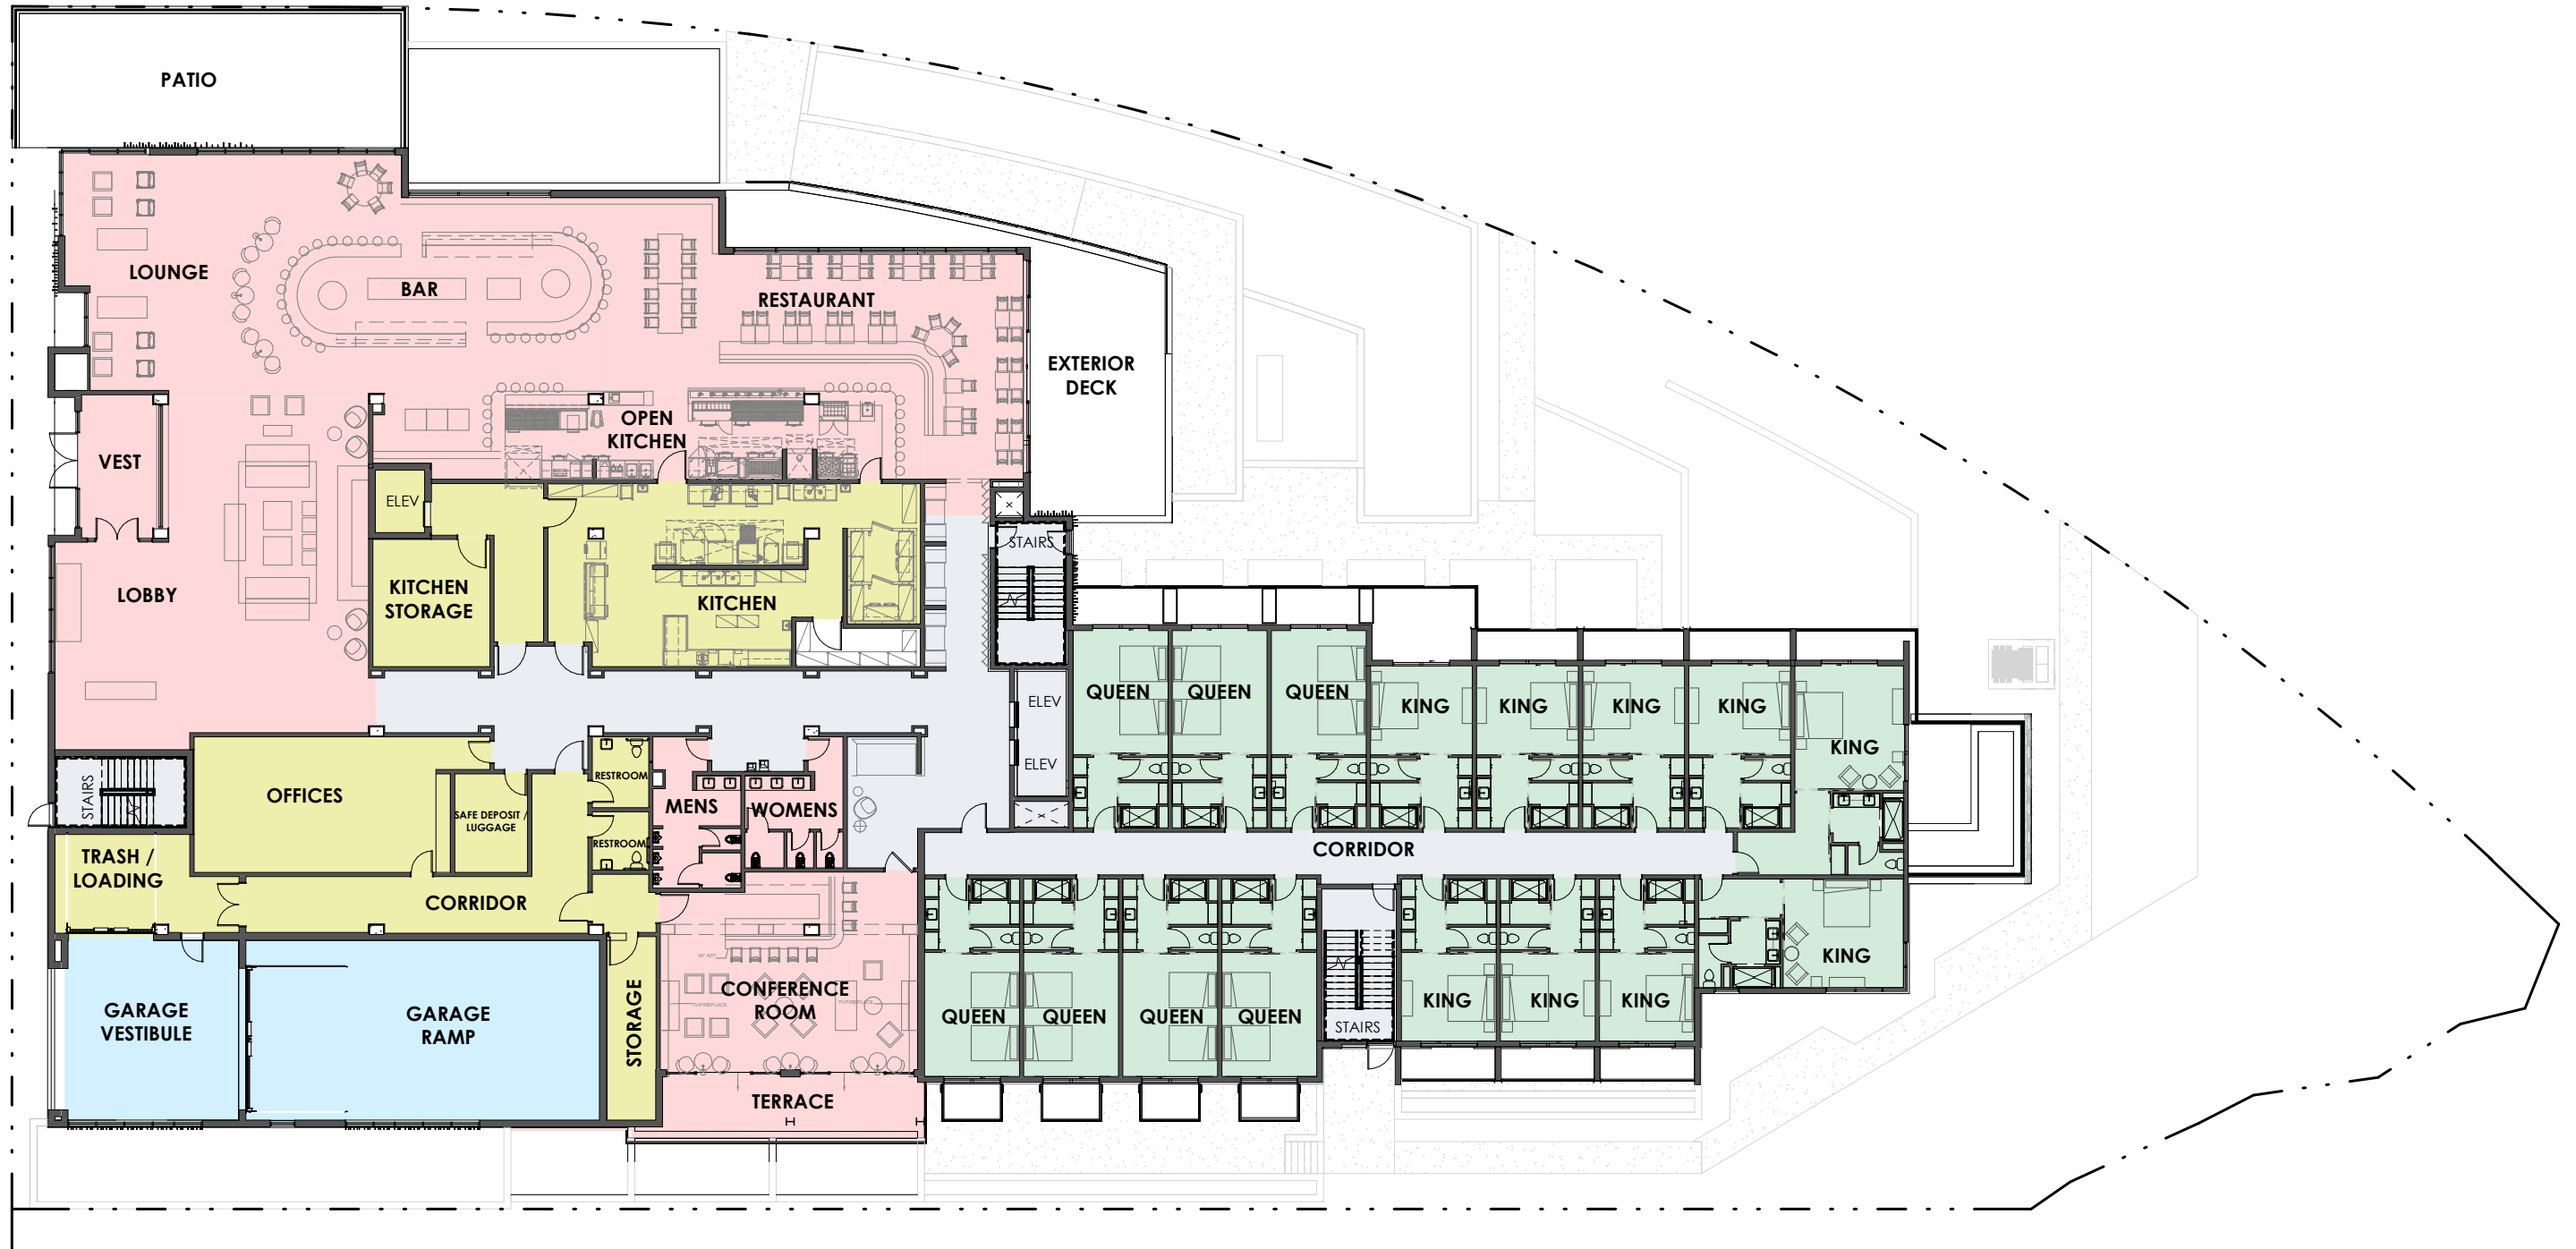 PATIO
LOUNGE
BAR
RESTAURANT
EXTERIOR
DECK
OPEN
KITCHEN
VEST
ELEV
STAIRS
LOBBY
KITCHEN
STORAGE
KITCHEN
QUEEN
QUEEN
QUEEN
KING
KING
KING
KING
KING
ELEV
ELEV
STAIRS
OFFICES
SAFE DEPOSIT /
LUGGAGE
RESTROOM
RESTROOM
MENS
WOMENS
CORRIDOR
TRASH /
LOADING
CORRIDOR
GARAGE
VESTIBULE
GARAGE
RAMP
STORAGE
CONFERENCE
ROOM
TERRACE
QUEEN
QUEEN
QUEEN
QUEEN
STAIRS
KING
KING
KING
KING